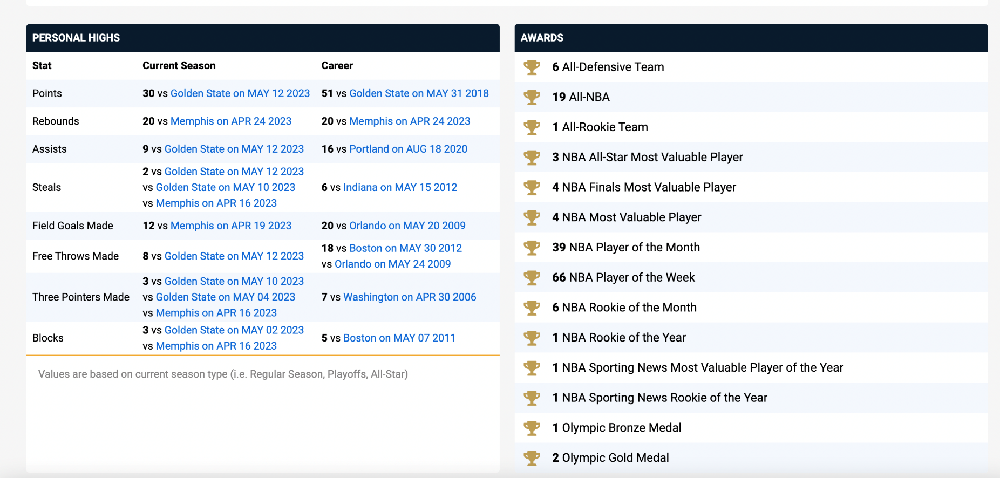 PERSONAL HIGHS
Stat Current Season Career
Points 30 vs Golden State on MAY 12 2023 51 vs Golden State on MAY 31 2018
Rebounds 20 vs Memphis on APR 24 2023 20 vs Memphis on APR 24 2023
Assists 9 vs Golden State on MAY 12 2023 16 vs Portland on AUG 18 2020
2 vs Golden State on MAY 12 2023
Steals vs Golden State on MAY 10 2023 6 vs Indiana on MAY 15 2012
vs Memphis on APR 16 2023
Field Goals Made 12 vs Memphis on APR 19 2023 20 vs Orlando on MAY 20 2009
18 vs Boston on MAY 30 2012
Free Throws Made 8 vs Golden State on MAY 12 2023
vs Orlando on MAY 24 2009
3 vs Golden State on MAY 10 2023
Three Pointers Made vs Golden State on MAY 04 2023 7 vs Washington on APR 30 2006
vs Memphis on APR 16 2023
3 vs Golden State on MAY 02 2023
Blocks 5 vs Boston on MAY 07 2011
vs Memphis on APR 16 2023
Values are based on current season type (i.e. Regular Season, Playoffs, All-Star)
AWARDS
6 All-Defensive Team
19 All-NBA
1 All-Rookie Team
3 NBA All-Star Most Valuable Player
4 NBA Finals Most Valuable Player
4 NBA Most Valuable Player
39 NBA Player of the Month
66 NBA Player of the Week
6 NBA Rookie of the Month
1 NBA Rookie of the Year
1 NBA Sporting News Most Valuable Player of the Year
1 NBA Sporting News Rookie of the Year
1 Olympic Bronze Medal
2 Olympic Gold Medal